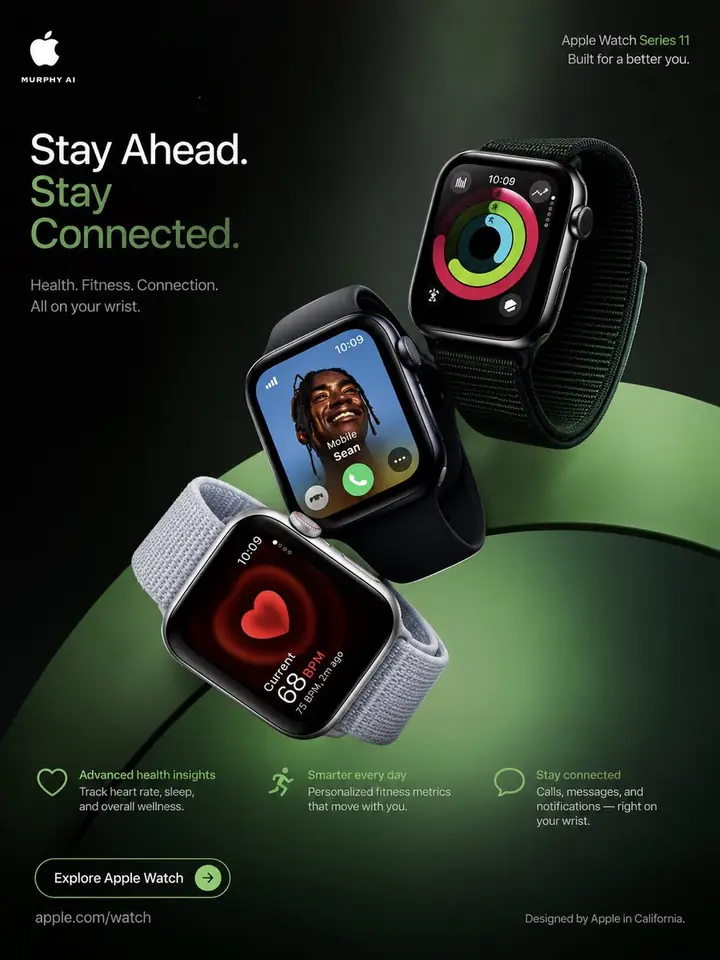 MURPHY AI
Apple Watch Series 11
Built for a better you.
Stay Ahead.
Stay
Connected.
Health. Fitness. Connection.
All on your wrist.
10:09
10:09
Mobile
Sean
10:09
Current
68 BPM
75 BPM, 2m ago
Advanced health insights
Track heart rate, sleep,
and overall wellness.
Smarter every day
Personalized fitness metrics
that move with you.
Stay connected
Calls, messages, and
notifications — right on
your wrist.
Explore Apple Watch
apple.com/watch
Designed by Apple in California.